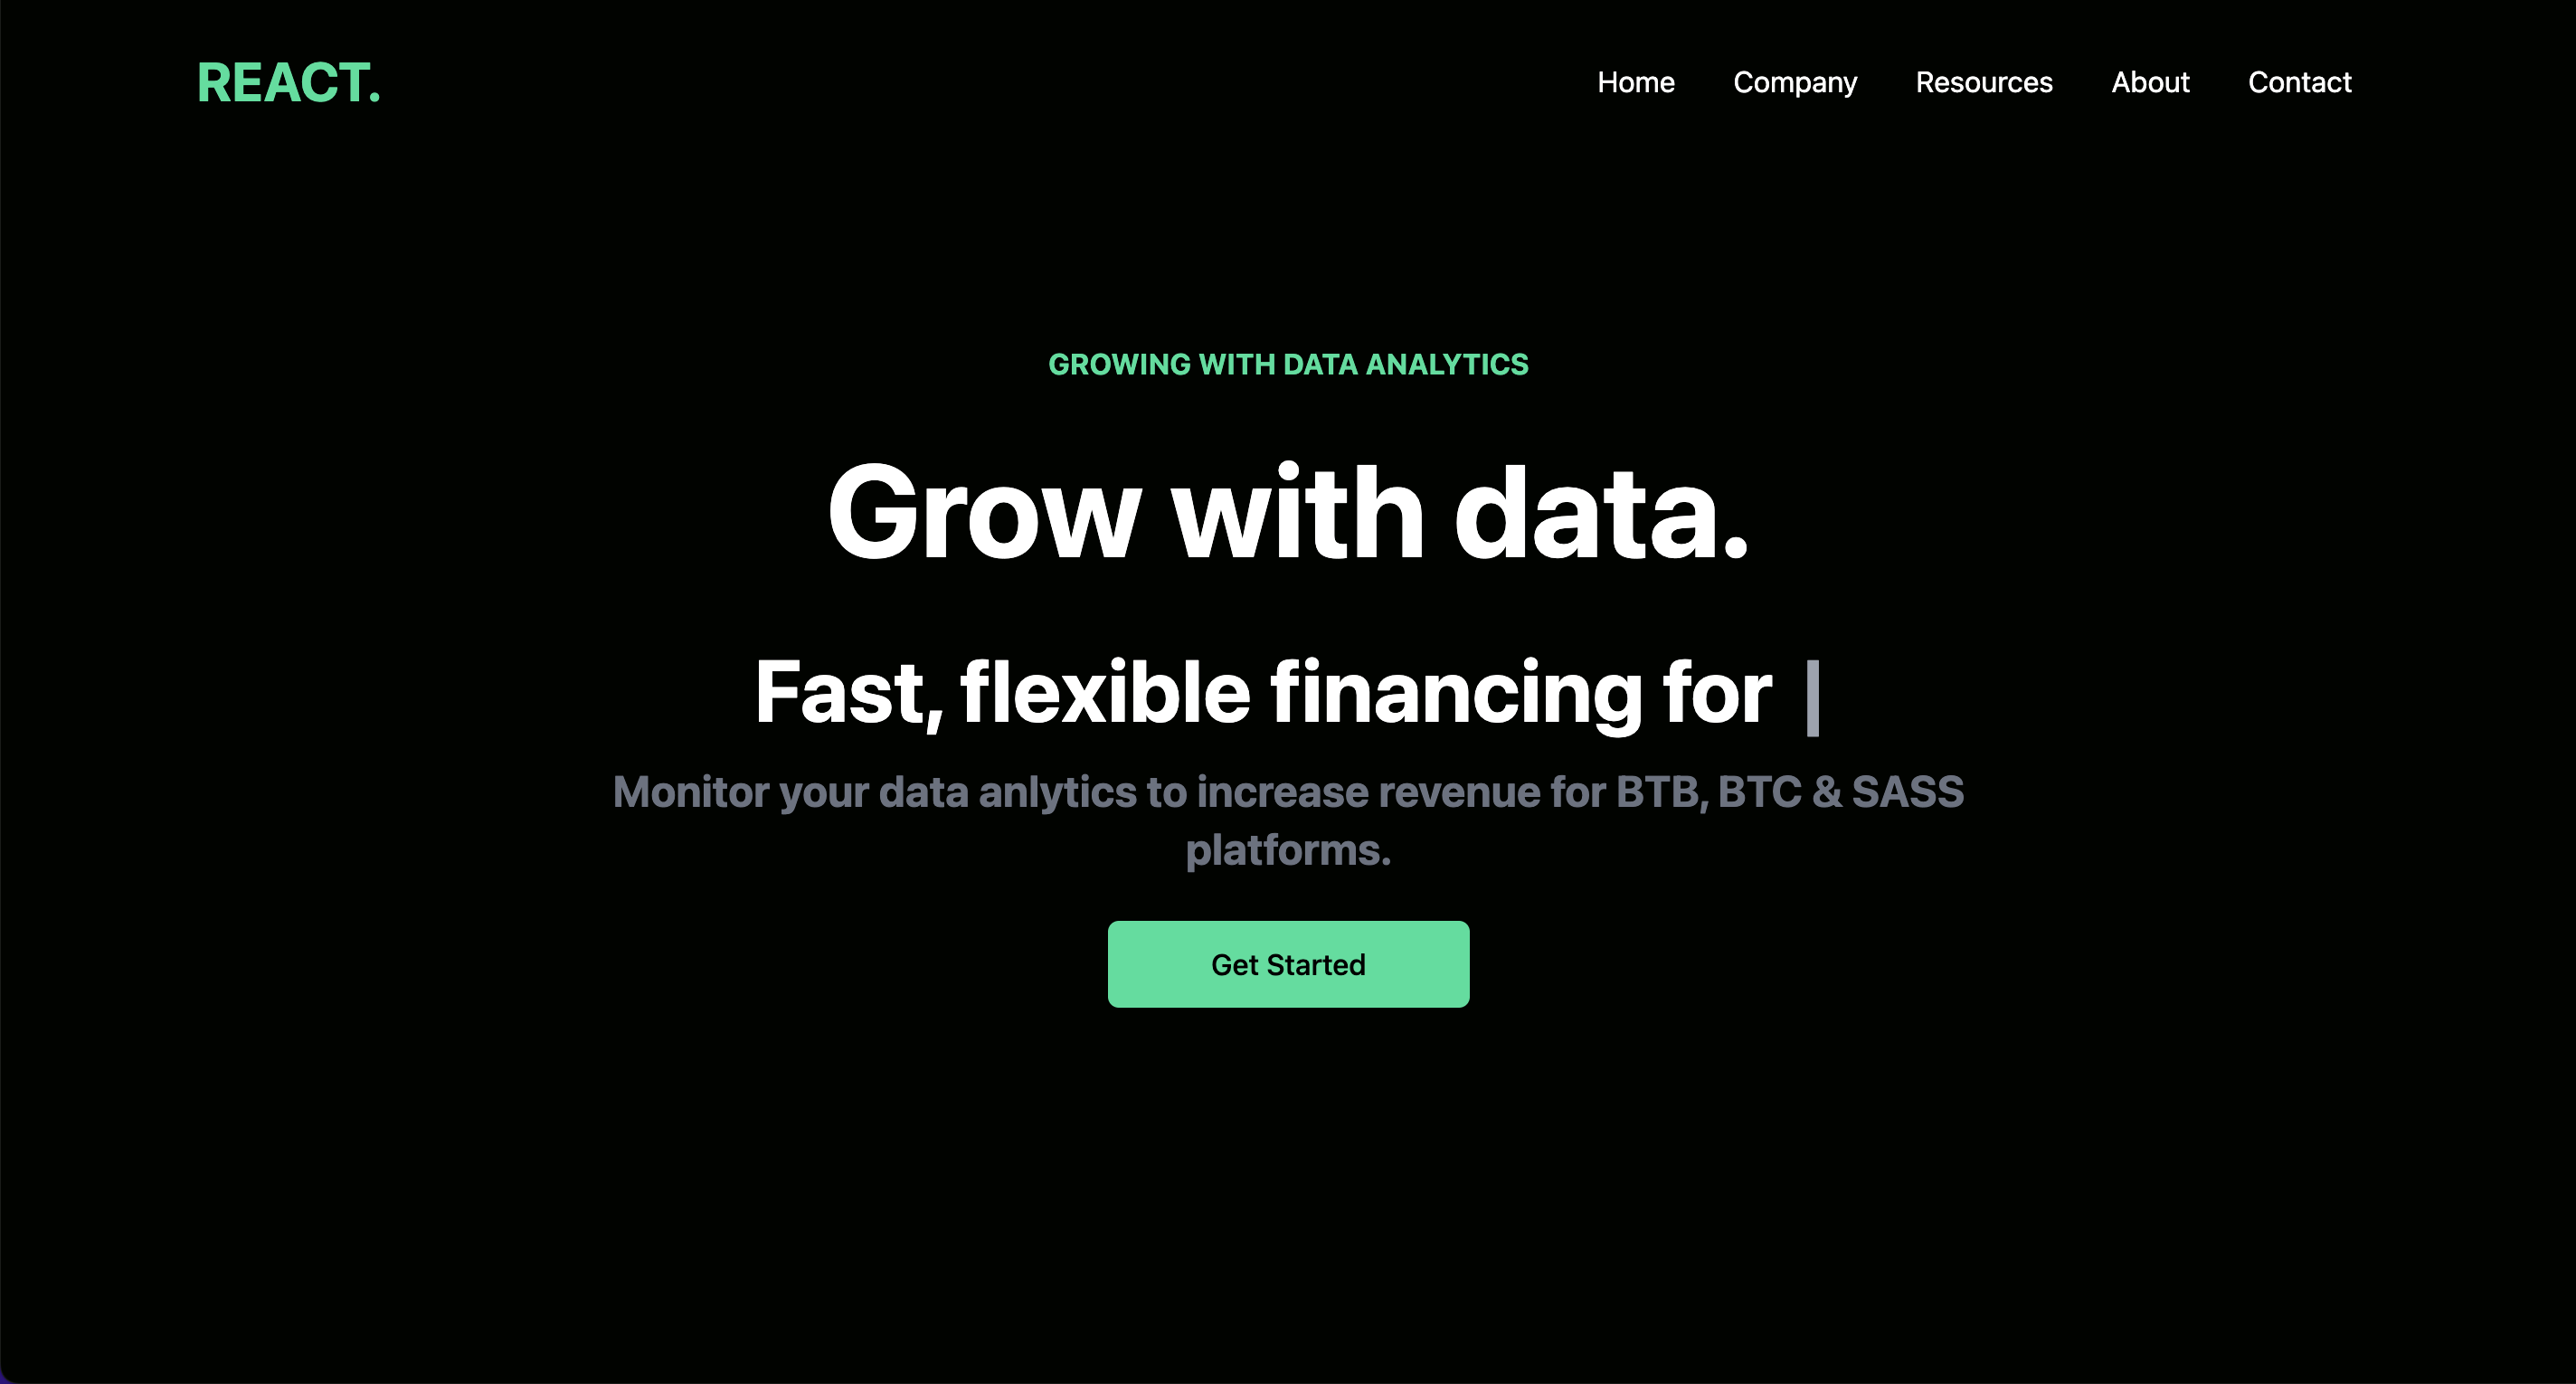 REACT.
Home Company Resources About Contact
GROWING WITH DATA ANALYTICS
Grow with data.
Fast, flexible financing for |
Monitor your data anlytics to increase revenue for BTB, BTC & SASS
platforms.
Get Started